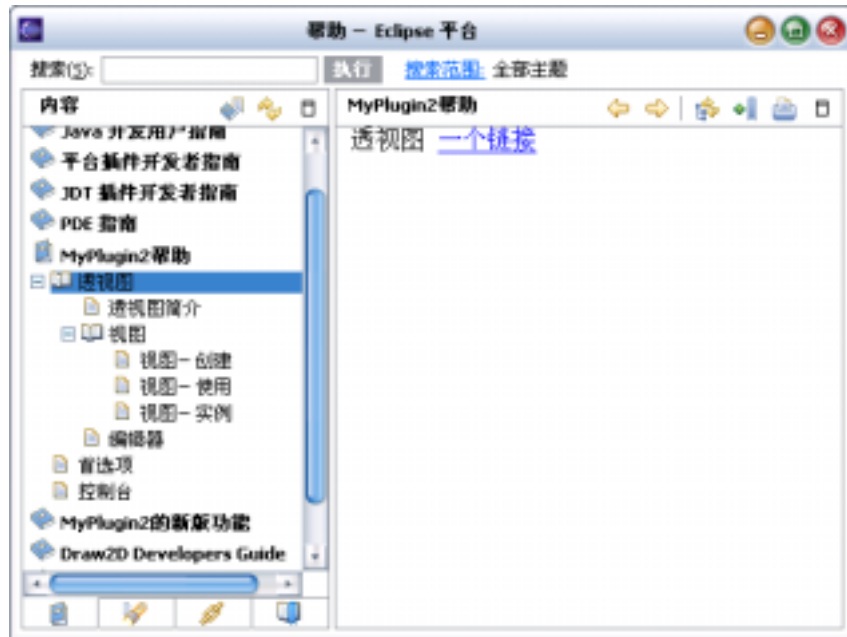 帮助 - Eclipse 平台
搜索(S): 执行 搜索范围: 全部主题
内容
Java 开发用户指南
平台插件开发者指南
JDT 插件开发者指南
PDE 指南
MyPlugin2帮助
透视图
透视图简介
视图
视图- 创建
视图- 使用
视图- 实例
编辑器
首选项
控制台
MyPlugin2的新版功能
Draw2D Developers Guide
MyPlugin2帮助
透视图 一个链接